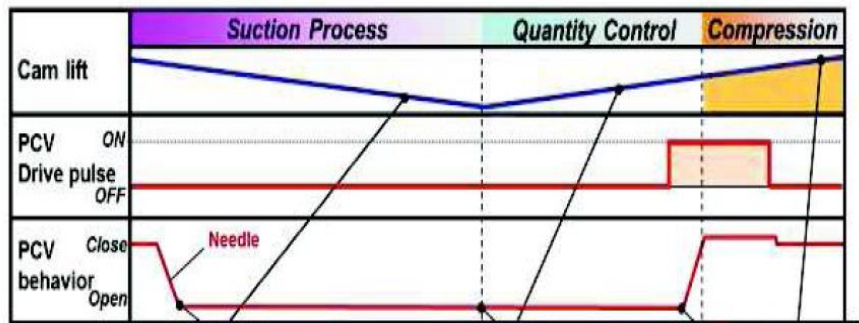 Suction Process Quantity Control Compression
Cam lift
PCV ON
Drive pulse
OFF
PCV Close Needle
behavior
Open